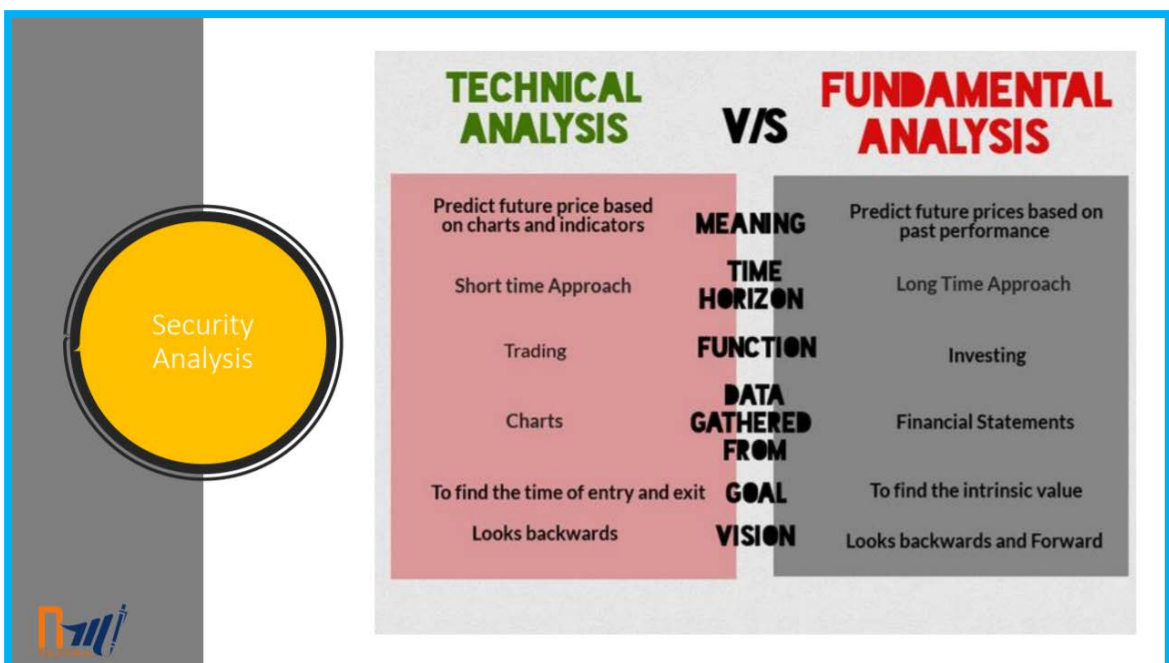 TECHNICAL
ANALYSIS
V/S
FUNDAMENTAL
ANALYSIS
Predict future price based
on charts and indicators
MEANING
Predict future prices based on
past performance
Short time Approach
TIME
HORIZON
Long Time Approach
Trading
FUNCTION
Investing
Charts
DATA
GATHERED
FROM
Financial Statements
To find the time of entry and exit
GOAL
To find the intrinsic value
Looks backwards
VISION
Looks backwards and Forward
Security
Analysis